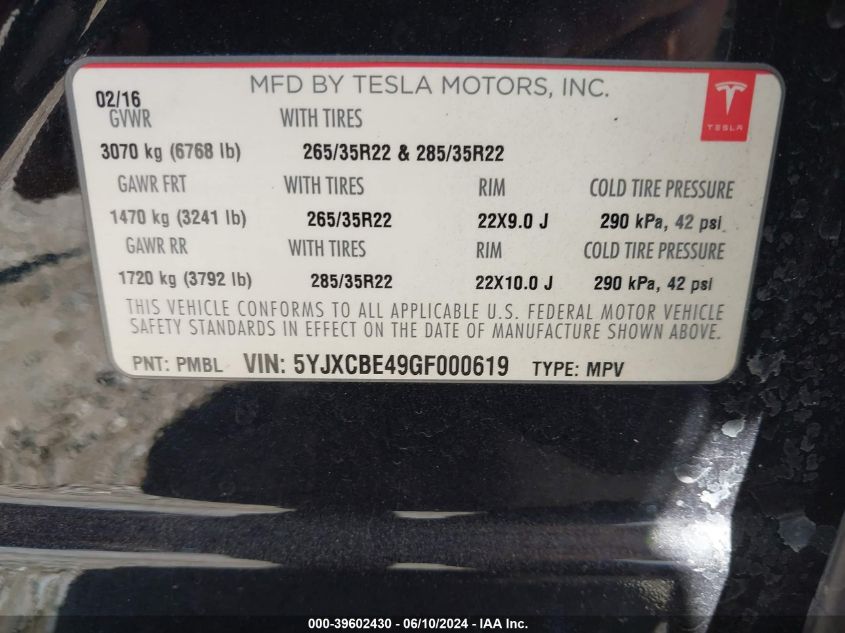 MFD BY TESLA MOTORS, INC.
TESLA
02/16
GVWR WITH TIRES
3070 kg (6768 lb) 265/35R22 & 285/35R22
GAWR FRT WITH TIRES RIM COLD TIRE PRESSURE
1470 kg (3241 lb) 265/35R22 22X9.0 J 290 kPa, 42 psi
GAWR RR WITH TIRES RIM COLD TIRE PRESSURE
1720 kg (3792 lb) 285/35R22 22X10.0 J 290 kPa, 42 psi
THIS VEHICLE CONFORMS TO ALL APPLICABLE U.S. FEDERAL MOTOR VEHICLE
SAFETY STANDARDS IN EFFECT ON THE DATE OF MANUFACTURE SHOWN ABOVE.
PNT: PMBL VIN: 5YJXCBE49GF000619 TYPE: MPV
000-39602430 - 06/10/2024 - IAA Inc.